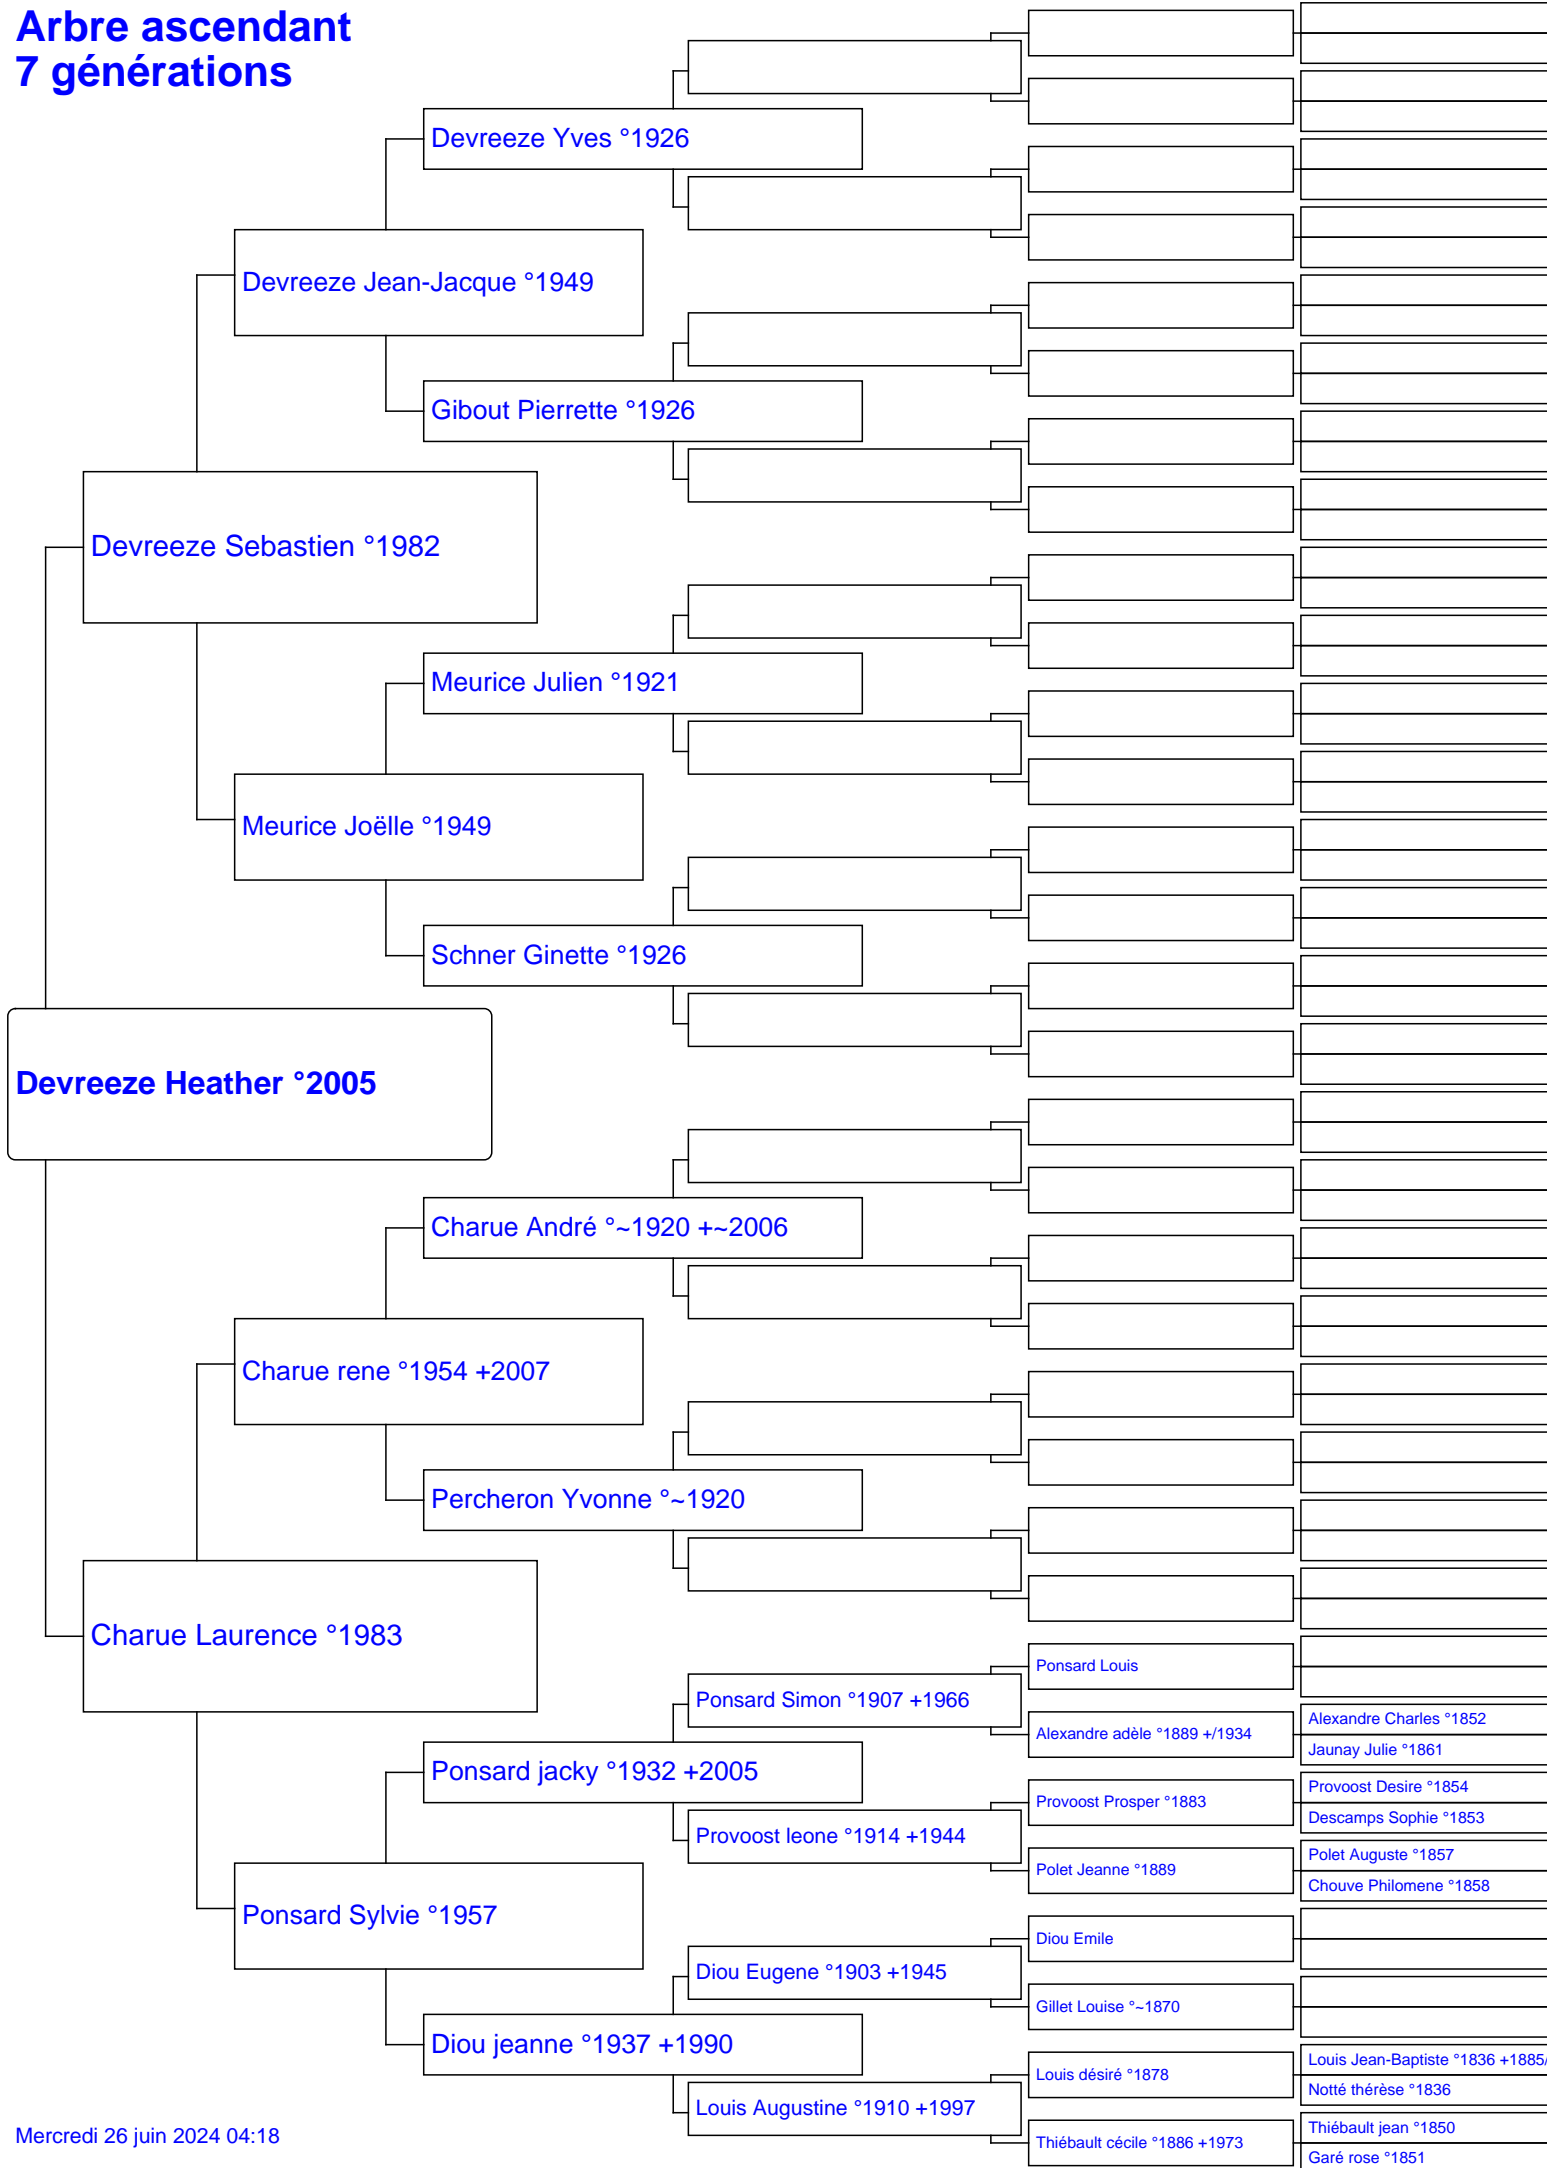 Arbre ascendant
7 générations
Devreeze Yves °1926
Devreeze Jean-Jacque °1949
Gibout Pierrette °1926
Devreeze Sebastien °1982
Meurice Julien °1921
Meurice Joëlle °1949
Schner Ginette °1926
Devreeze Heather °2005
Charue André °~1920 +~2006
Charue rene °1954 +2007
Percheron Yvonne °~1920
Charue Laurence °1983
Ponsard Louis
Ponsard Simon °1907 +1966
Alexandre adèle °1889 +/1934
Alexandre Charles °1852
Jaunay Julie °1861
Ponsard jacky °1932 +2005
Provoost Prosper °1883
Provoost Desire °1854
Descamps Sophie °1853
Provoost leone °1914 +1944
Polet Jeanne °1889
Polet Auguste °1857
Chouve Philomene °1858
Ponsard Sylvie °1957
Diou Emile
Diou Eugene °1903 +1945
Gillet Louise °~1870
Diou jeanne °1937 +1990
Louis désiré °1878
Louis Jean-Baptiste °1836 +1885/
Notté thérèse °1836
Louis Augustine °1910 +1997
Thiébault cécile °1886 +1973
Thiébault jean °1850
Garé rose °1851
Mercredi 26 juin 2024 04:18